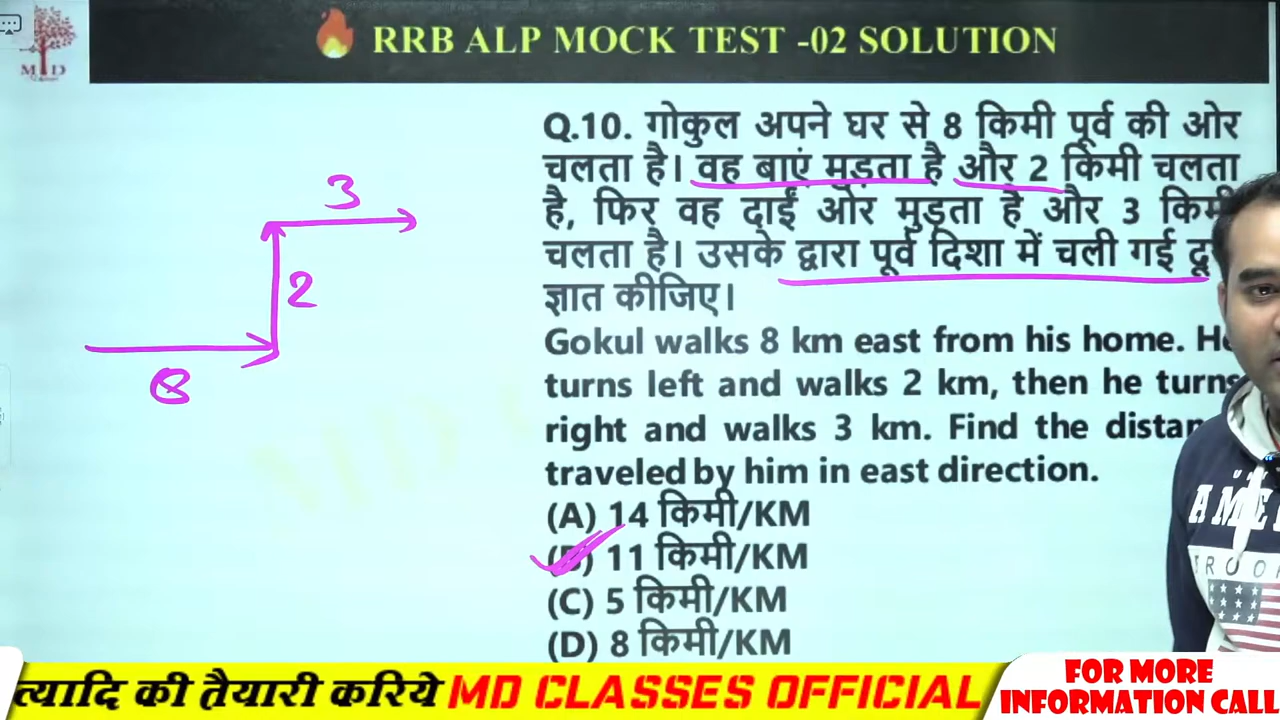 RRB ALP MOCK TEST -02 SOLUTION
M D
Q.10. गोकुल अपने घर से 8 किमी पूर्व की ओर
चलता है। वह बाएं मुड़ता है और 2 किमी चलता
है, फिर वह दाईं ओर मुड़ता है और 3 किमी
चलता है। उसके द्वारा पूर्व दिशा में चली गई
ज्ञात कीजिए।
Gokul walks 8 km east from his home. He
turns left and walks 2 km, then he turns
right and walks 3 km. Find the
traveled by him in east direction.
(A) 14 किमी/KM
(B) 11 किमी/KM
(C) 5 किमी/KM
(D) 8 किमी/KM
3
2
8
त्यादि की तैयारी करिये MD CLASSES OFFICIAL
FOR MORE
INFORMATION CALL